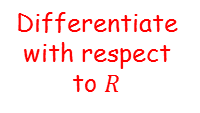 Differentiate
with respect
to R